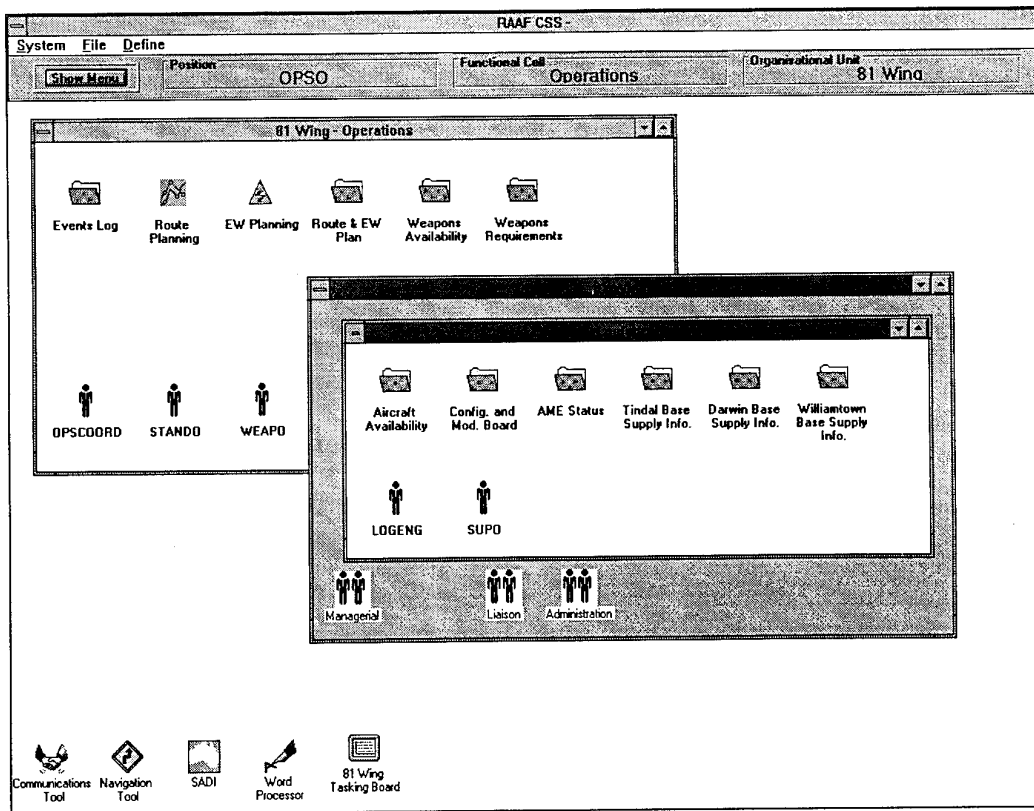 RAAF CSS -
System File Define
Show Menu
Position
OPSO
Functional Cell
Operations
Organisational Unit
81 Wing
81 Wing - Operations
Events Log
Route
Planning
EW Planning
Route & EW
Plan
Weapons
Availability
Weapons
Requirements
OPSCOORD
STANDO
WEAPO
Aircraft
Availability
Config. and
Mod. Board
AME Status
Tindal Base
Supply Info.
Darwin Base
Supply Info.
Williamtown
Base Supply
Info.
LOGENG
SUPO
Managerial
Liaison
Administration
Communications
Tool
Navigation
Tool
SADI
Word
Processor
81 Wing
Tasking Board